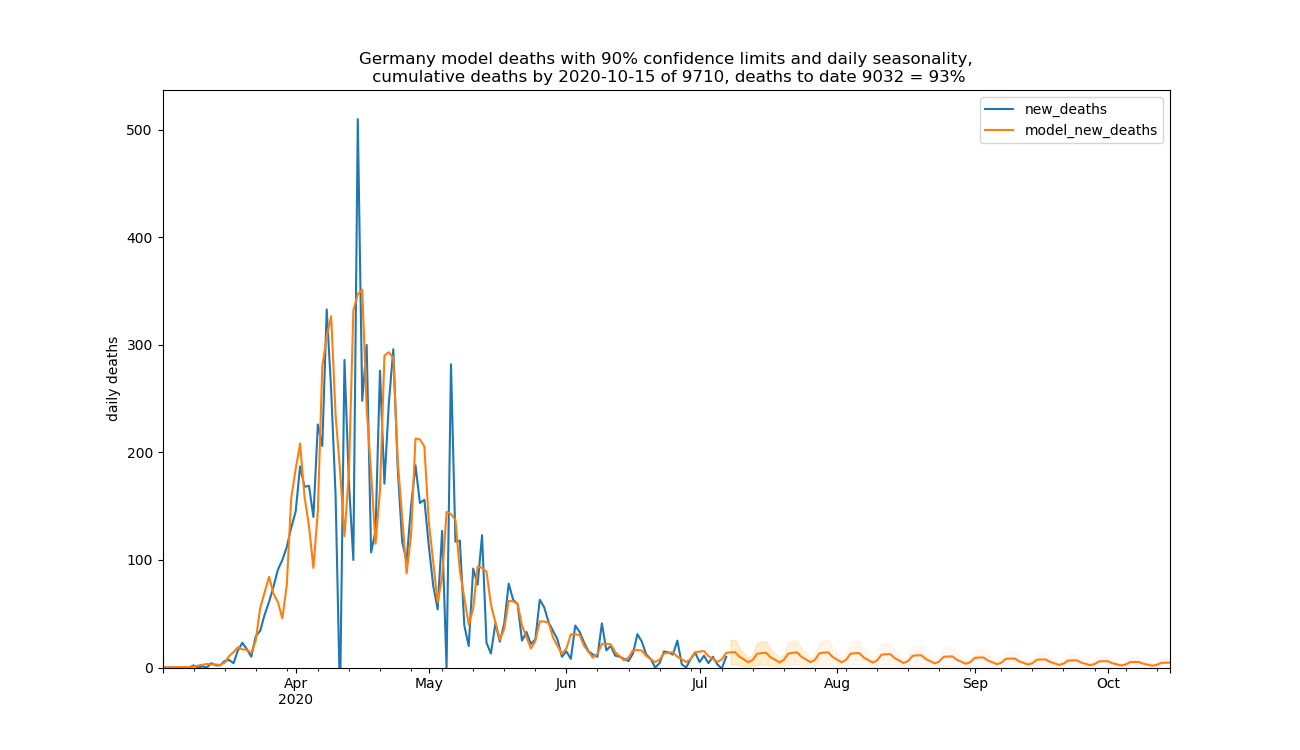 Germany model deaths with 90% confidence limits and daily seasonality,
cumulative deaths by 2020-10-15 of 9710, deaths to date 9032 = 93%
new_deaths
model_new_deaths
500
400
300
200
100
0
daily deaths
Apr
2020
May
Jun
Jul
Aug
Sep
Oct